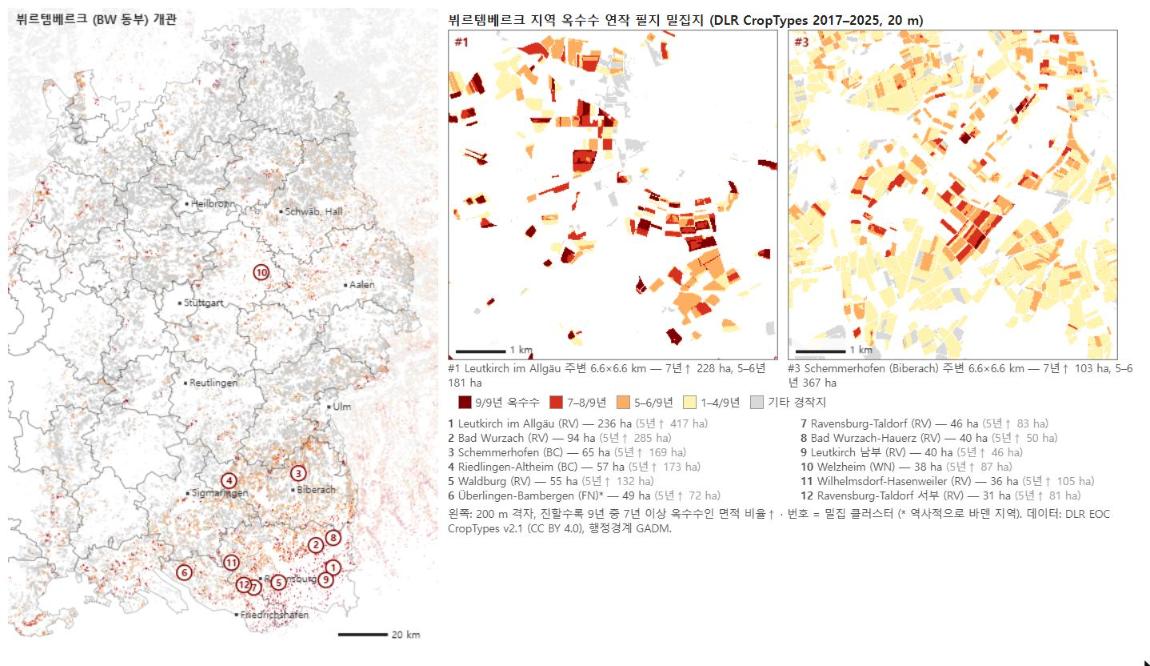 뷔르템베르크 (BW 동부) 개관
Heilbronn
Schwäb. Hall
10
Aalen
Stuttgart
Reutlingen
Ulm
4
3
Sigmaringen
Biberach
8
2
11
1
6
12
7
5
9
Friedrichshafen
20 km
뷔르템베르크 지역 옥수수 연작 필지 밀집지 (DLR CropTypes 2017–2025, 20 m)
#1
1 km
#3
1 km
#1 Leutkirch im Allgäu 주변 6.6×6.6 km — 7년↑ 228 ha, 5–6년
181 ha
#3 Schemmerhofen (Biberach) 주변 6.6×6.6 km — 7년↑ 103 ha, 5–6
년 367 ha
9/9년 옥수수 7–8/9년 5–6/9년 1–4/9년 기타 경작지
1 Leutkirch im Allgäu (RV) — 236 ha (5년↑ 417 ha)
2 Bad Wurzach (RV) — 94 ha (5년↑ 285 ha)
3 Schemmerhofen (BC) — 65 ha (5년↑ 169 ha)
4 Riedlingen-Altheim (BC) — 57 ha (5년↑ 173 ha)
5 Waldburg (RV) — 55 ha (5년↑ 132 ha)
6 Überlingen-Bambergen (FN)* — 49 ha (5년↑ 72 ha)
7 Ravensburg-Taldorf (RV) — 46 ha (5년↑ 83 ha)
8 Bad Wurzach-Hauerz (RV) — 40 ha (5년↑ 50 ha)
9 Leutkirch 남부 (RV) — 40 ha (5년↑ 46 ha)
10 Welzheim (WN) — 38 ha (5년↑ 87 ha)
11 Wilhelmsdorf-Hasenweiler (RV) — 36 ha (5년↑ 105 ha)
12 Ravensburg-Taldorf 서부 (RV) — 31 ha (5년↑ 81 ha)
왼쪽: 200 m 격자, 진할수록 9년 중 7년 이상 옥수수인 면적 비율↑ · 번호 = 밀집 클러스터 (* 역사적으로 바덴 지역). 데이터: DLR EOC
CropTypes v2.1 (CC BY 4.0), 행정경계 GADM.